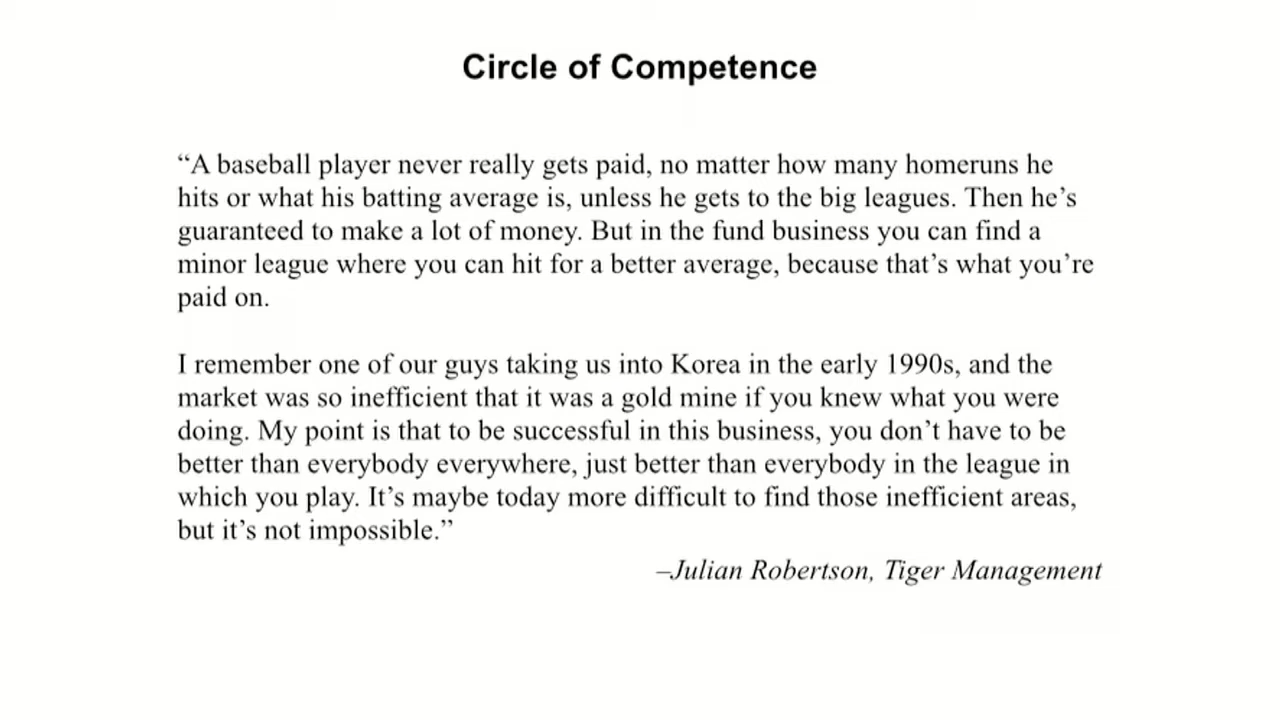 Circle of Competence
“A baseball player never really gets paid, no matter how many homeruns he
hits or what his batting average is, unless he gets to the big leagues. Then he’s
guaranteed to make a lot of money. But in the fund business you can find a
minor league where you can hit for a better average, because that’s what you’re
paid on.
I remember one of our guys taking us into Korea in the early 1990s, and the
market was so inefficient that it was a gold mine if you knew what you were
doing. My point is that to be successful in this business, you don’t have to be
better than everybody everywhere, just better than everybody in the league in
which you play. It’s maybe today more difficult to find those inefficient areas,
but it’s not impossible.”
–Julian Robertson, Tiger Management